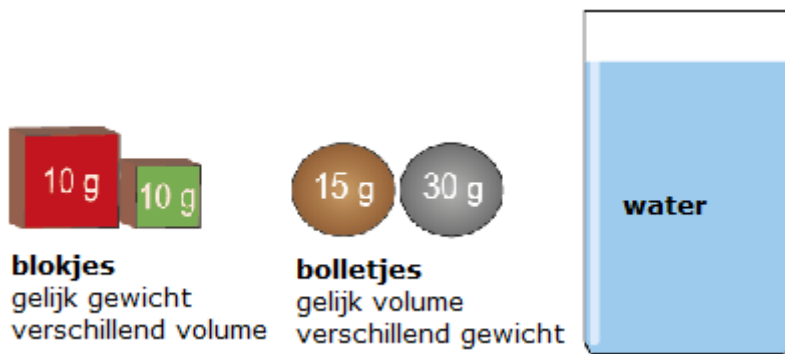 10 g
10 g
blokjes
gelijk gewicht
verschillend volume
15 g
30 g
bolletjes
gelijk volume
verschillend gewicht
water